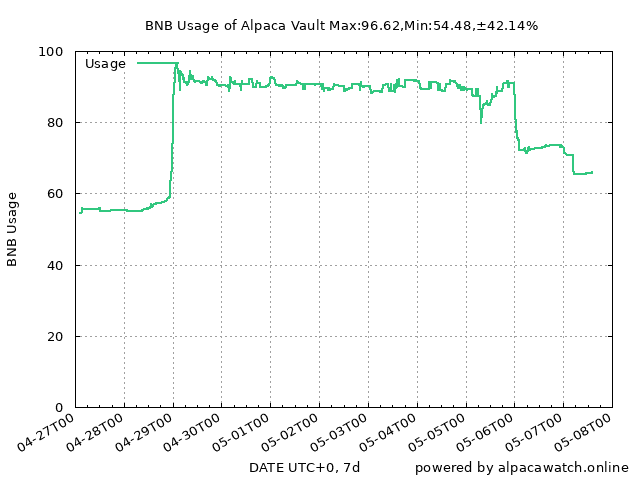 BNB Usage of Alpaca Vault Max:96.62,Min:54.48,±42.14%
Usage
100
80
60
40
20
0
BNB Usage
04-27T00
04-28T00
04-29T00
04-30T00
05-01T00
05-02T00
05-03T00
05-04T00
05-05T00
05-06T00
05-07T00
05-08T00
DATE UTC+0, 7d
powered by alpacawatch.online